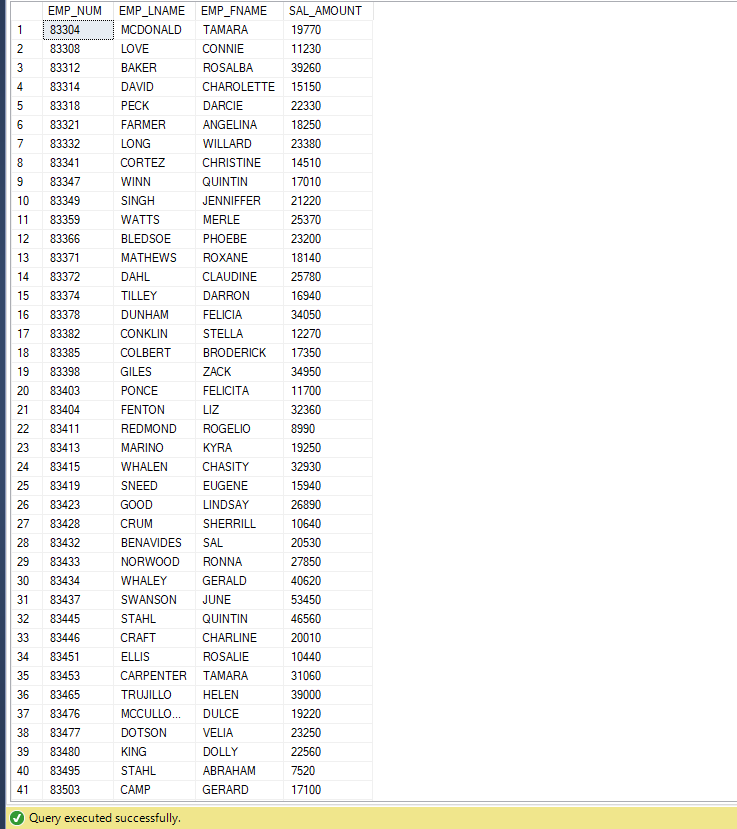 EMP_NUM EMP_LNAME EMP_FNAME SAL_AMOUNT
1 83304 MCDONALD TAMARA 19770
2 83308 LOVE CONNIE 11230
3 83312 BAKER ROSALBA 39260
4 83314 DAVID CHAROLETTE 15150
5 83318 PECK DARCIE 22330
6 83321 FARMER ANGELINA 18250
7 83332 LONG WILLARD 23380
8 83341 CORTEZ CHRISTINE 14510
9 83347 WINN QUINTIN 17010
10 83349 SINGH JENNIFFER 21220
11 83359 WATTS MERLE 25370
12 83366 BLEDSOE PHOEBE 23200
13 83371 MATHEWS ROXANE 18140
14 83372 DAHL CLAUDINE 25780
15 83374 TILLEY DARRON 16940
16 83378 DUNHAM FELICIA 34050
17 83382 CONKLIN STELLA 12270
18 83385 COLBERT BRODERICK 17350
19 83398 GILES ZACK 34950
20 83403 PONCE FELICITA 11700
21 83404 FENTON LIZ 32360
22 83411 REDMOND ROGELIO 8990
23 83413 MARINO KYRA 19250
24 83415 WHALEN CHASITY 32930
25 83419 SNEED EUGENE 15940
26 83423 GOOD LINDSAY 26890
27 83428 CRUM SHERRILL 10640
28 83432 BENAVIDES SAL 20530
29 83433 NORWOOD RONNA 27850
30 83434 WHALEY GERALD 40620
31 83437 SWANSON JUNE 53450
32 83445 STAHL QUINTIN 46560
33 83446 CRAFT CHARLINE 20010
34 83451 ELLIS ROSALIE 10440
35 83453 CARPENTER TAMARA 31060
36 83465 TRUJILLO HELEN 39000
37 83476 MCCULLO... DULCE 19220
38 83477 DOTSON VELIA 23250
39 83480 KING DOLLY 22560
40 83495 STAHL ABRAHAM 7520
41 83503 CAMP GERARD 17100
Query executed successfully.